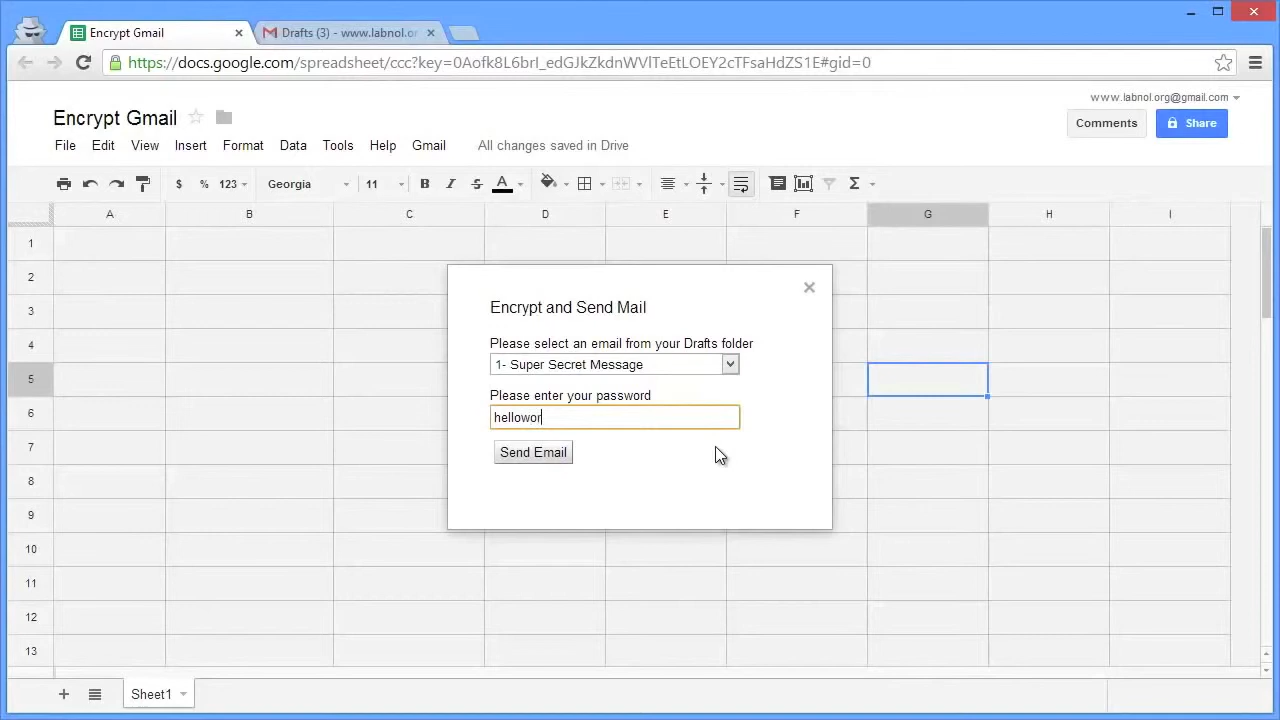 Encrypt Gmail
Drafts (3) - www.labnol.or
https://docs.google.com/spreadsheet/ccc?key=0Aofk8L6brI_edGJkZkdnWVlTeEtLOEY2cTFsaHdZS1E#gid=0
www.labnol.org@gmail.com
Encrypt Gmail
Comments
Share
File Edit View Insert Format Data Tools Help Gmail All changes saved in Drive
$ % 123 Georgia 11 B I S A Σ
A B C D E F G H I
1
2
3
4
5
6
7
8
9
10
11
12
13
Encrypt and Send Mail
Please select an email from your Drafts folder
1- Super Secret Message
Please enter your password
hellowor
Send Email
Sheet1